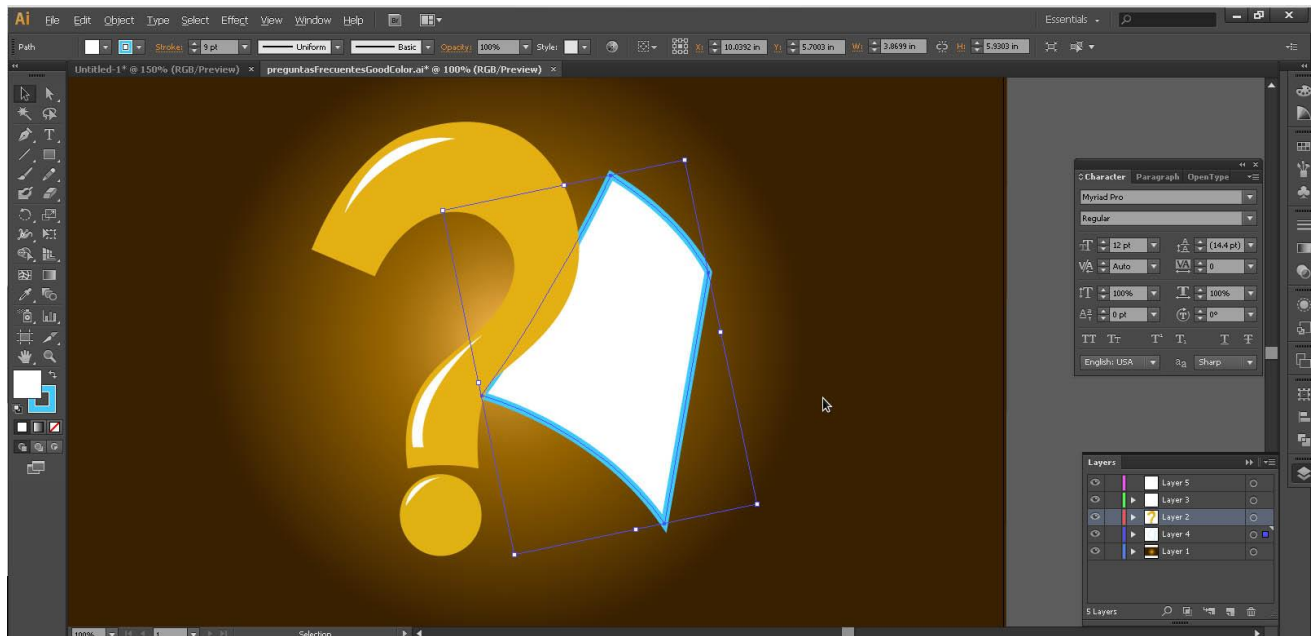 Ai File Edit Object Type Select Effect View Window Help Br Essentials
Path Stroke: 9 pt Uniform Basic Opacity: 100% Style: X: 10.0392 in Y: 5.7003 in W: 3.8699 in H: 5.9303 in
Untitled-1* @ 150% (RGB/Preview) × preguntasFrecuentesGoodColor.ai* @ 100% (RGB/Preview) ×
Character Paragraph OpenType
Myriad Pro
Regular
12 pt (14.4 pt)
Auto 0
100% 100%
0 pt 0°
English: USA Sharp
Layers
Layer 5
Layer 3
Layer 2
Layer 4
Layer 1
5 Layers
100% 1 Selection